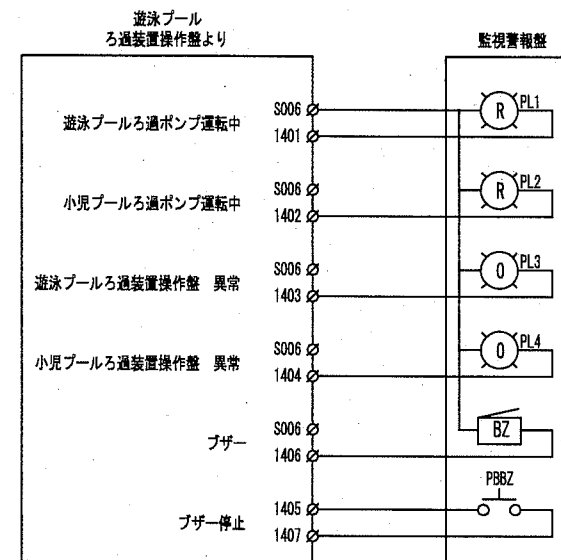 遊泳プール
ろ過装置操作盤より
監視警報盤
遊泳プールろ過ポンプ運転中
S006
1401
R
PL1
小児プールろ過ポンプ運転中
S006
1402
R
PL2
遊泳プールろ過装置操作盤 異常
S006
1403
O
PL3
小児プールろ過装置操作盤 異常
S006
1404
O
PL4
ブザー
S006
1406
BZ
ブザー停止
1405
1407
PBBZ